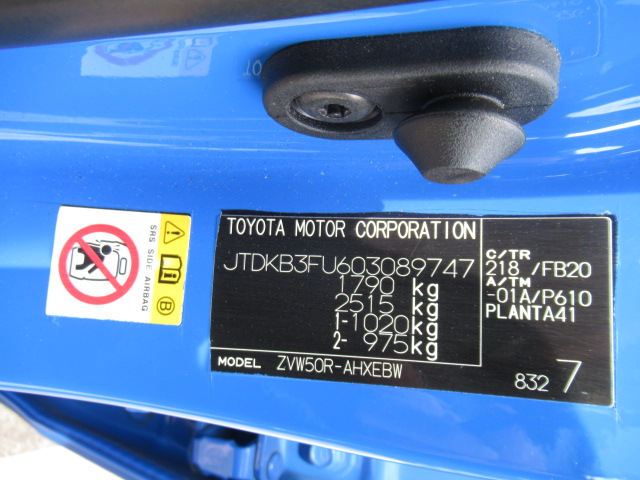 TO
SRS SIDE AIRBAG
B
TOYOTA MOTOR CORPORATION
JTDKB3FU603089747
1790 kg
2515 kg
1-1020kg
2- 975kg
MODEL ZVW50R-AHXEBW
C/TR
218 /FB20
A/TM
-01A/P610
PLANTA41
832 7